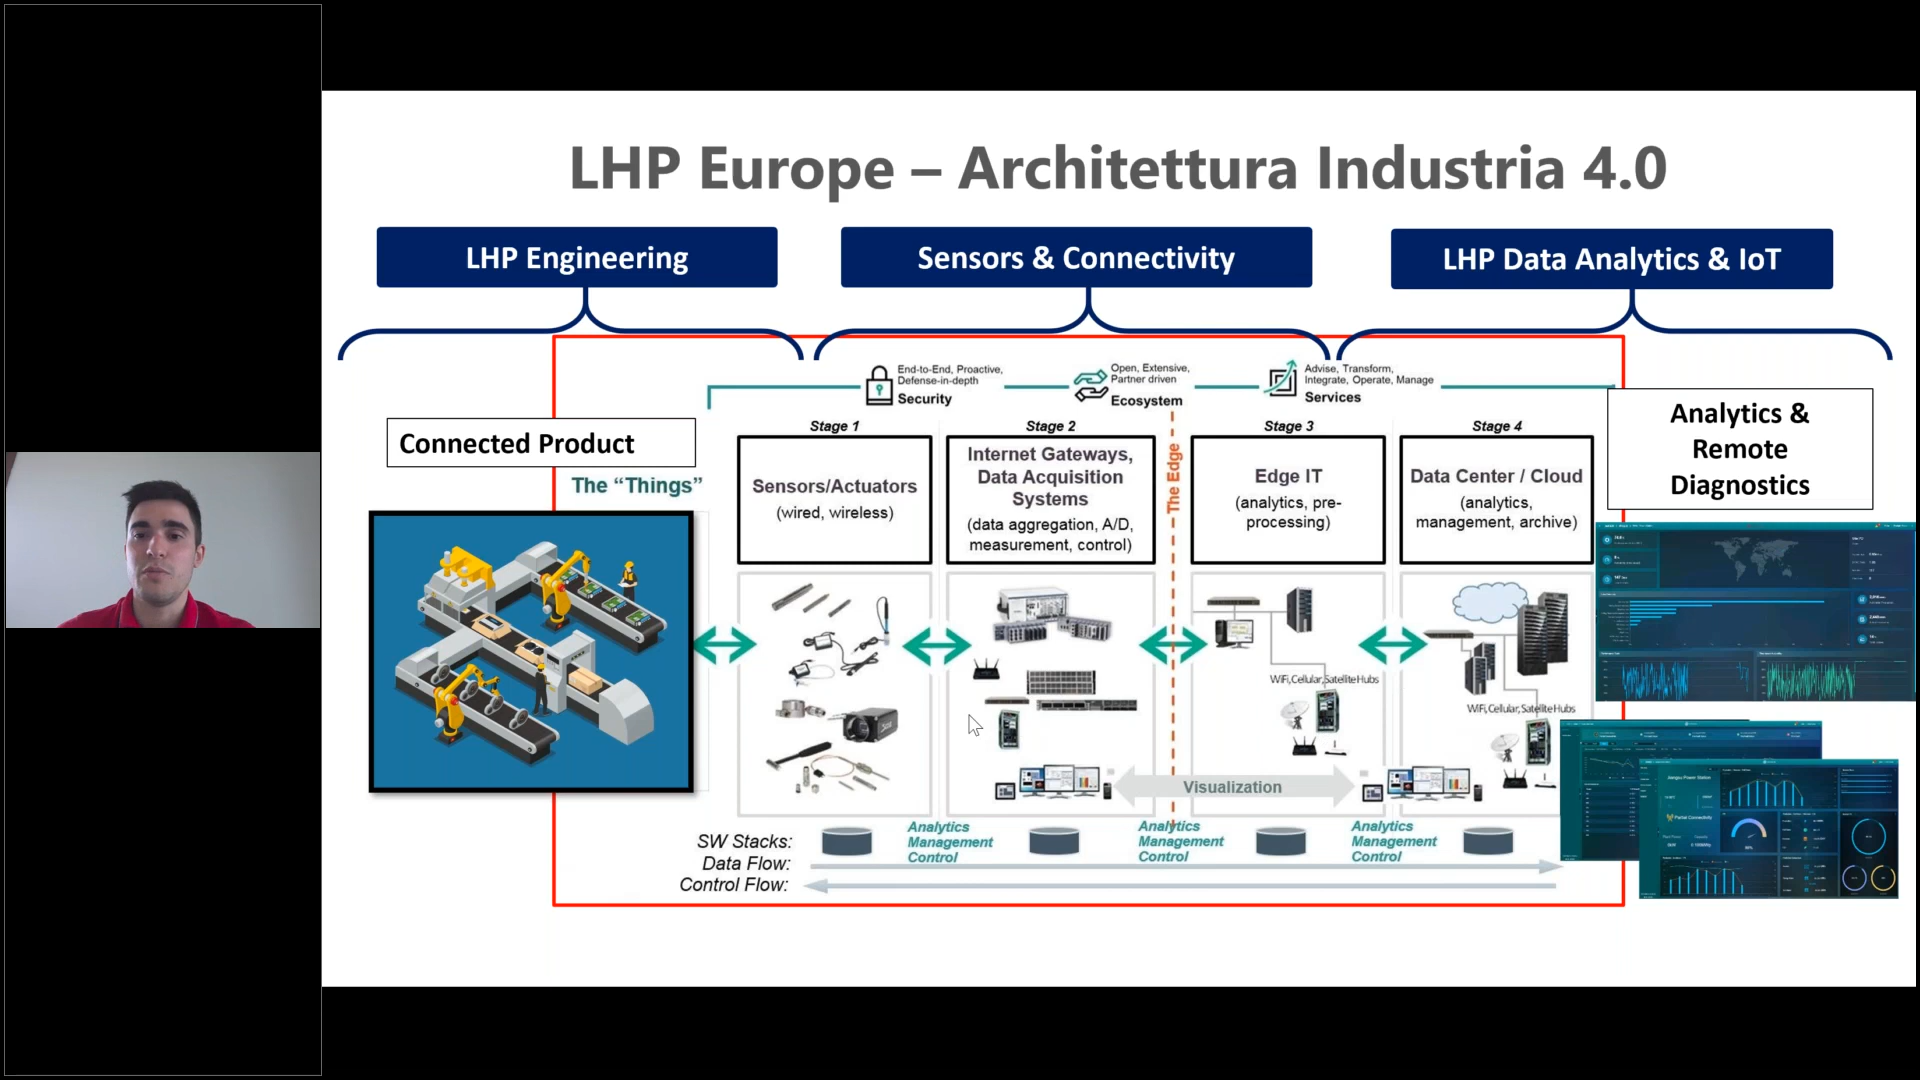 LHP Europe – Architettura Industria 4.0
LHP Engineering
Sensors & Connectivity
LHP Data Analytics & IoT
End-to-End, Proactive,
Defense-in-depth
Security
Open, Extensive,
Partner driven
Ecosystem
Advise, Transform,
Integrate, Operate, Manage
Services
Connected Product
The “Things”
Stage 1
Sensors/Actuators
(wired, wireless)
Stage 2
Internet Gateways,
Data Acquisition
Systems
(data aggregation, A/D,
measurement, control)
The Edge
Stage 3
Edge IT
(analytics, pre-
processing)
Stage 4
Data Center / Cloud
(analytics,
management, archive)
Analytics &
Remote
Diagnostics
WiFi, Cellular, Satellite Hubs
WiFi, Cellular, Satellite Hubs
Visualization
SW Stacks:
Data Flow:
Control Flow:
Analytics
Management
Control
Analytics
Management
Control
Analytics
Management
Control
Jiangsu Power Station
Partial Connectivity